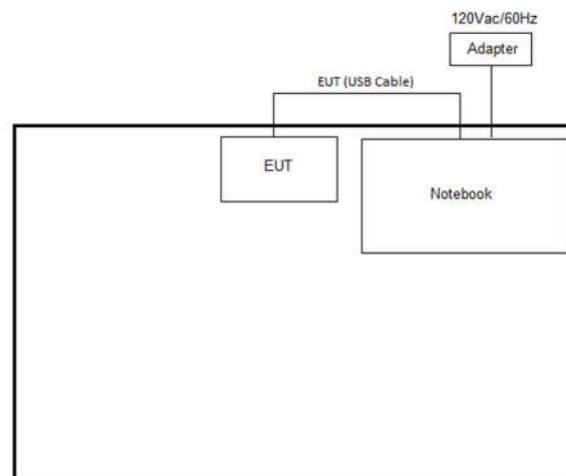 120Vac/60Hz
Adapter
EUT (USB Cable)
EUT
Notebook